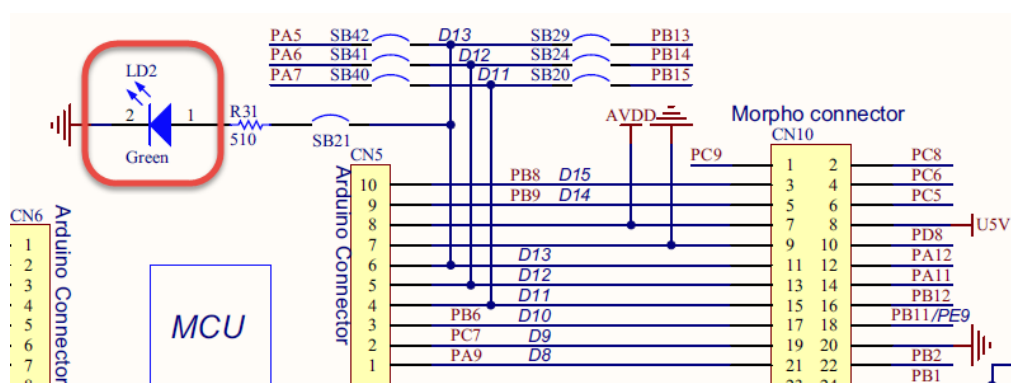 PA5 SB42 D13 SB29 PB13
PA6 SB41 D12 SB24 PB14
PA7 SB40 D11 SB20 PB15
LD2
2 1 R31
510
Green
SB21
AVDD
Morpho connector
CN10
CN5
Arduino Connector
10 PB8 D15
9 PB9 D14
8
7
6 D13
5 D12
4 D11
3 PB6 D10
2 PC7 D9
1 PA9 D8
PC9 1 2 PC8
3 4 PC6
5 6 PC5
7 8 U5V
9 10 PD8
11 12 PA12
13 14 PA11
15 16 PB12
17 18 PB11/PE9
19 20
21 22 PB2
PB1
CN6
Arduino Connector
1
2
3
4
5
6
7
MCU